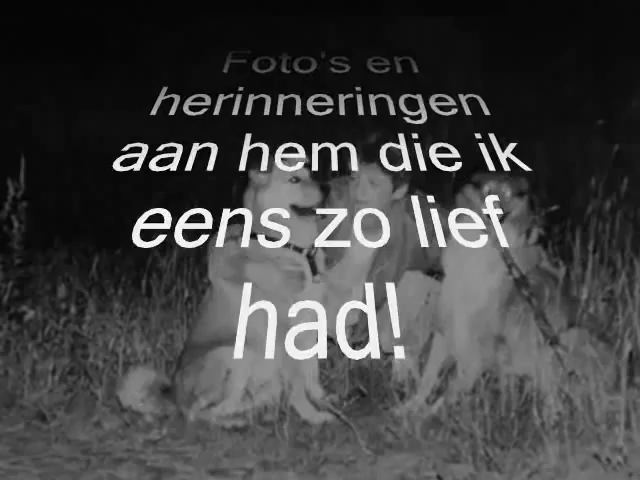 Foto's en
herinneringen
aan hem die ik
eens zo lief
had!